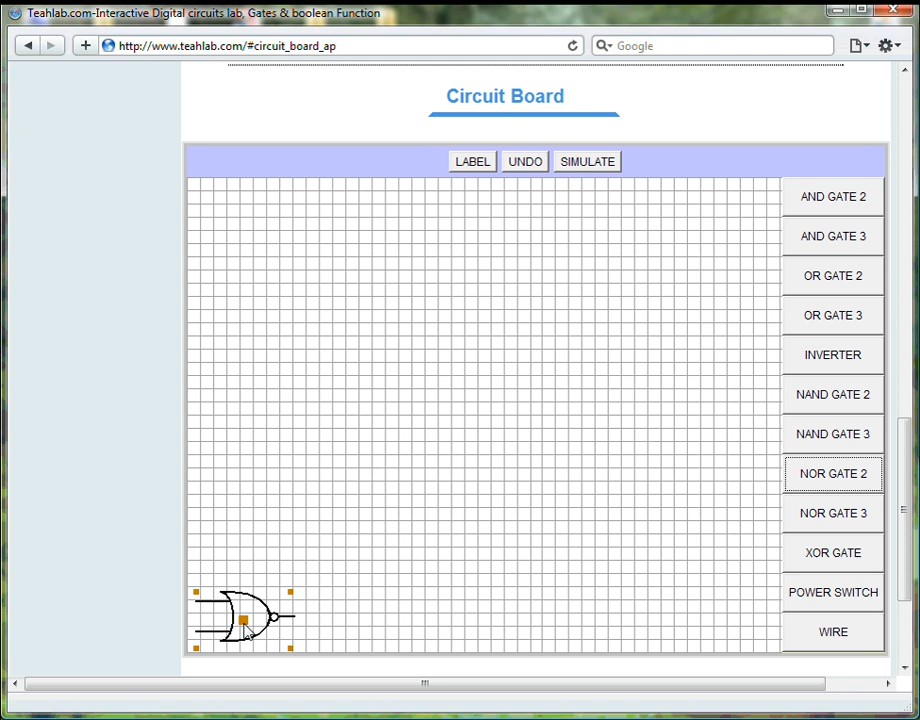 Teahlab.com-Interactive Digital circuits lab, Gates & boolean Function
http://www.teahlab.com/#circuit_board_ap
Google
Circuit Board
LABEL UNDO SIMULATE
AND GATE 2
AND GATE 3
OR GATE 2
OR GATE 3
INVERTER
NAND GATE 2
NAND GATE 3
NOR GATE 2
NOR GATE 3
XOR GATE
POWER SWITCH
WIRE